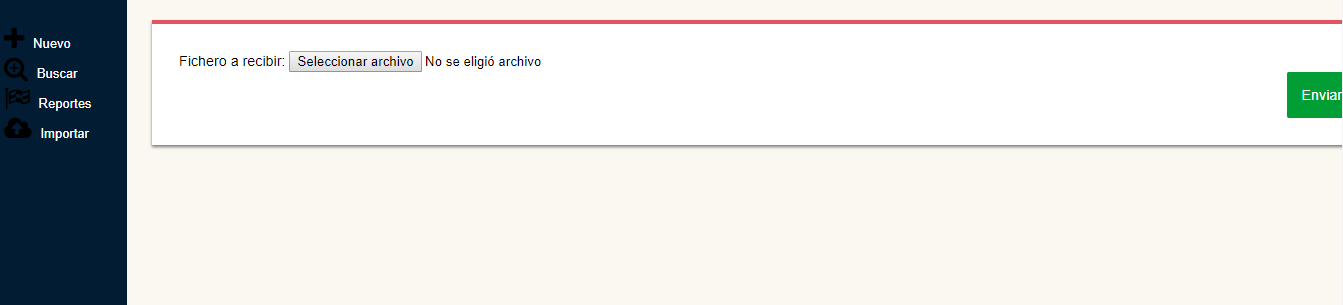 Nuevo
Buscar
Reportes
Importar
Fichero a recibir: Seleccionar archivo No se eligió archivo
Enviar